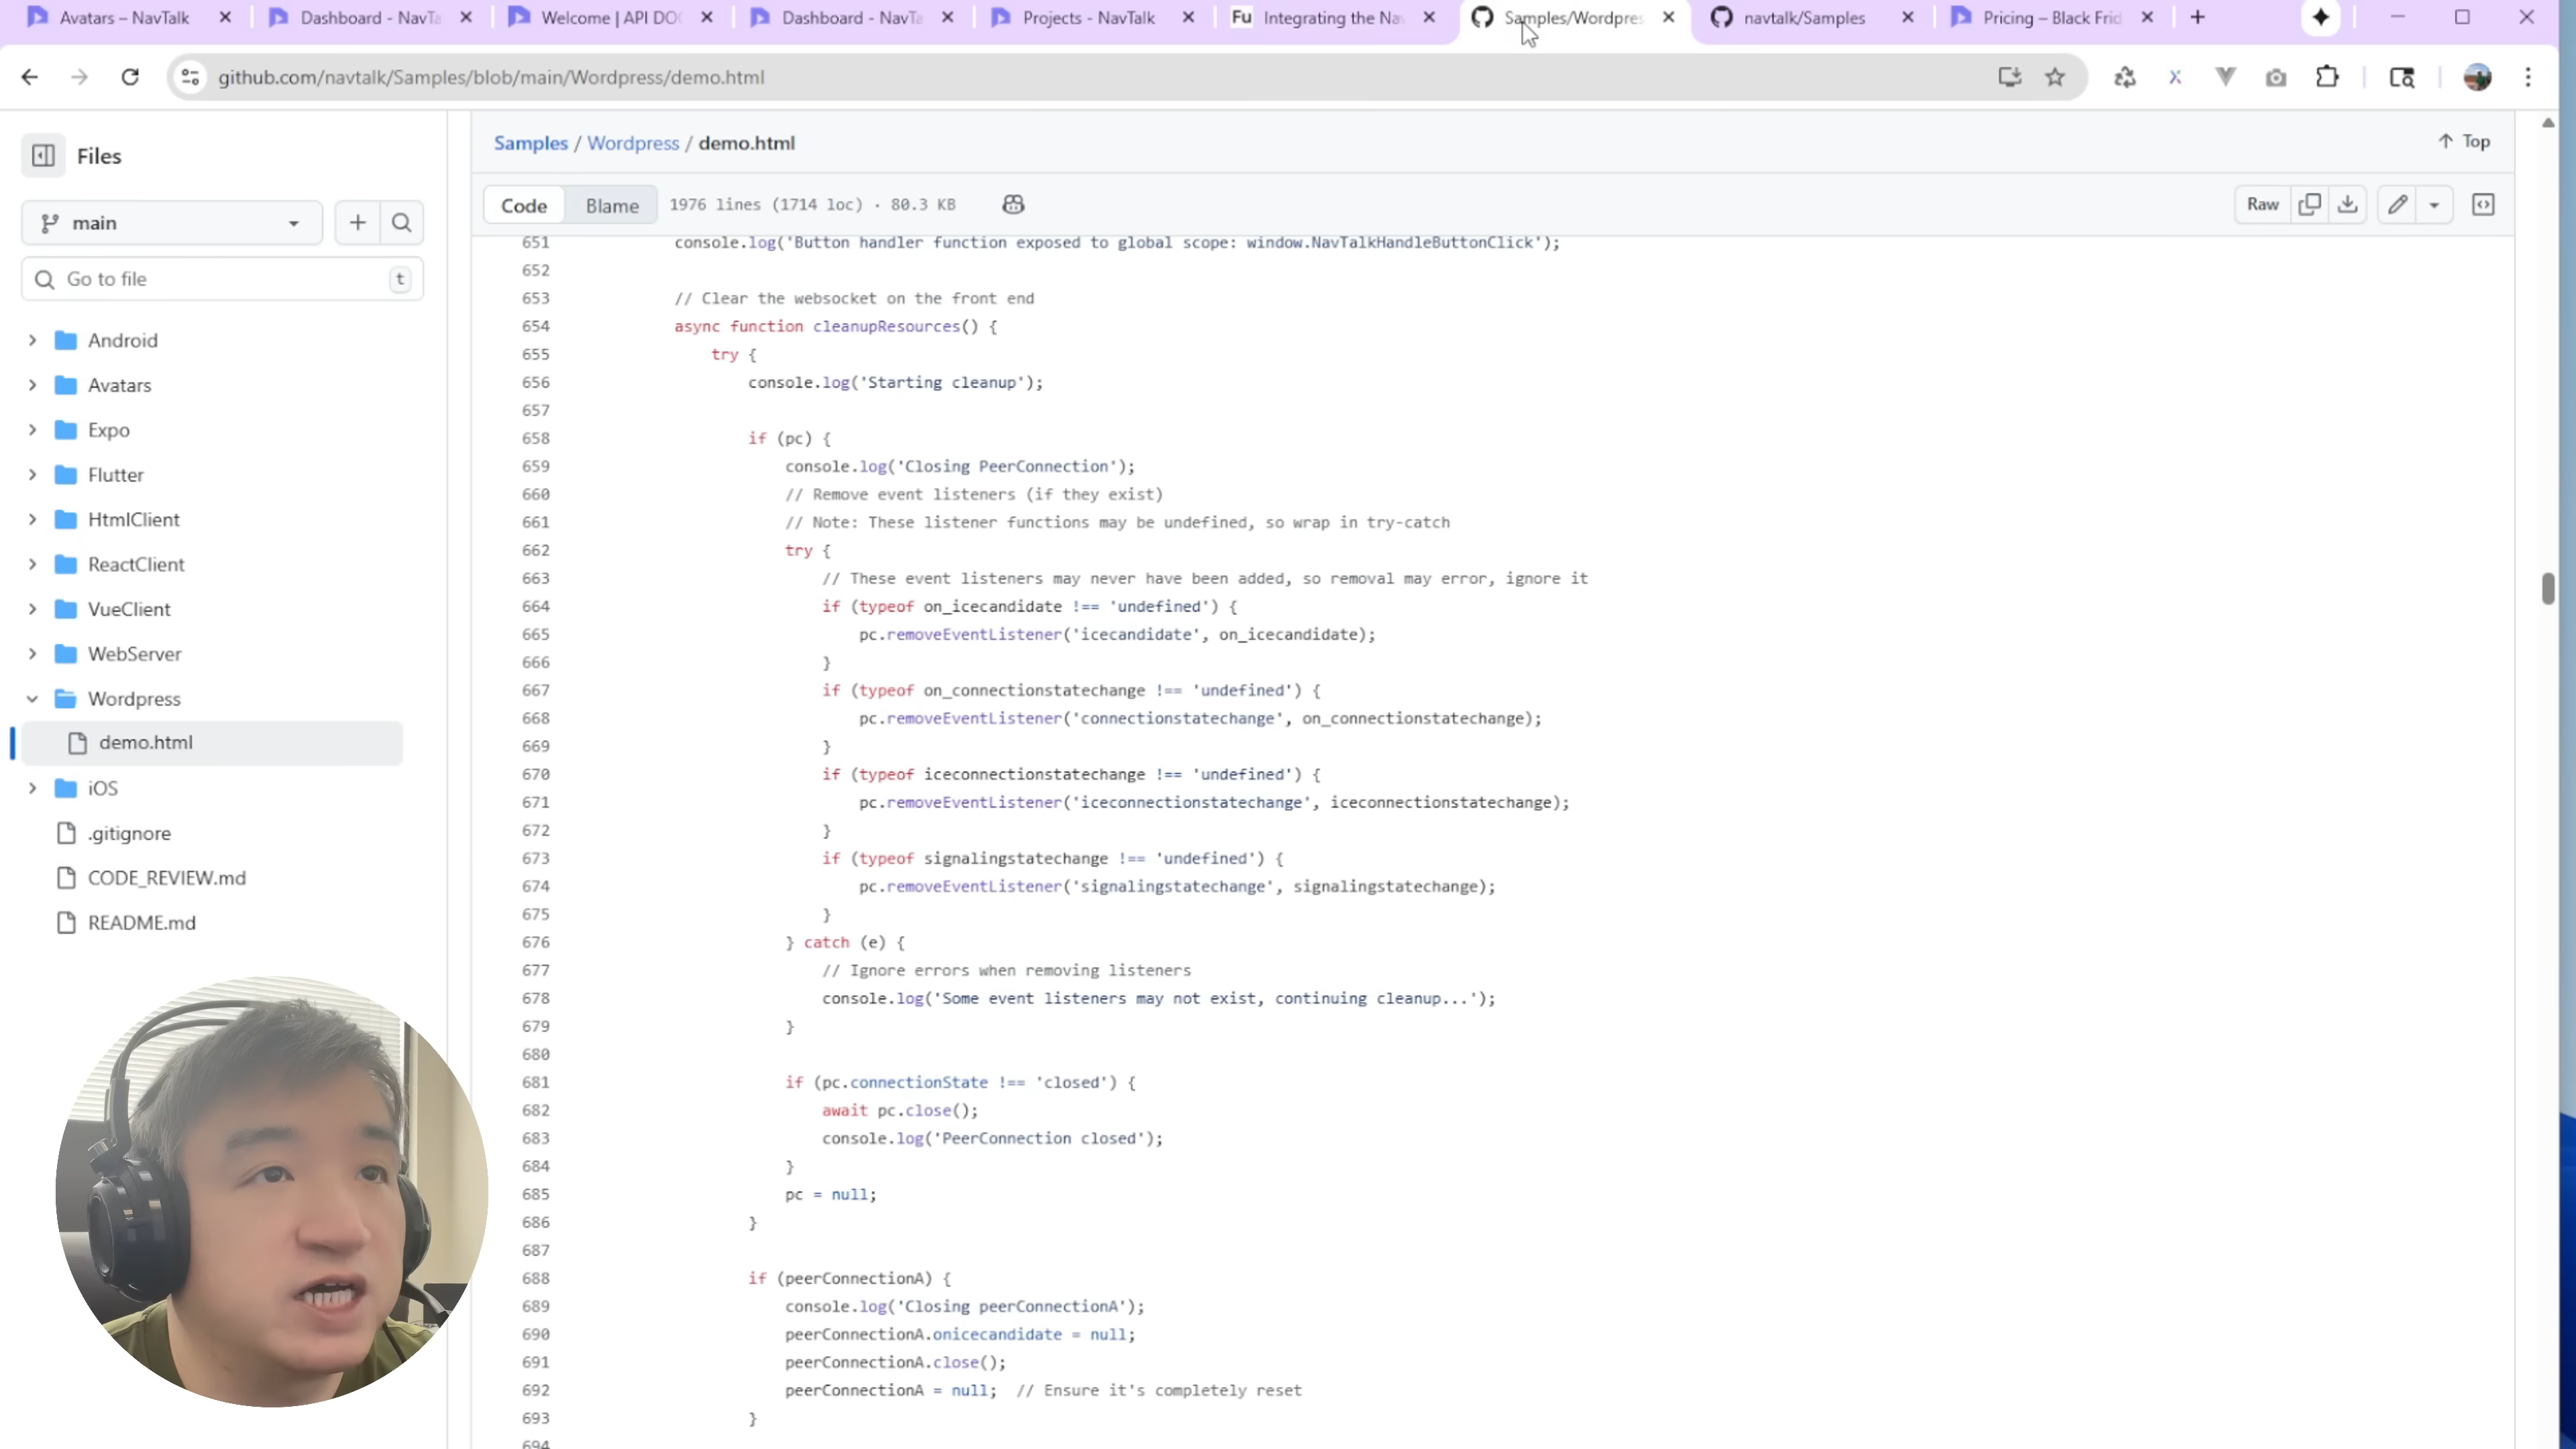 Avatars – NavTalk
Dashboard - NavTa
Welcome | API DO
Dashboard - NavTa
Projects - NavTalk
Fu Integrating the Na
Samples/Wordpres
navtalk/Samples
Pricing – Black Frid
github.com/navtalk/Samples/blob/main/Wordpress/demo.html
Files
main
Go to file
t
Android
Avatars
Expo
Flutter
HtmlClient
ReactClient
VueClient
WebServer
Wordpress
demo.html
iOS
.gitignore
CODE_REVIEW.md
README.md
Samples / Wordpress / demo.html
Top
Code
Blame
1976 lines (1714 loc) · 80.3 KB
Raw
651 console.log('Button handler function exposed to global scope: window.NavTalkHandleButtonClick');
652
653 // Clear the websocket on the front end
654 async function cleanupResources() {
655 try {
656 console.log('Starting cleanup');
657
658 if (pc) {
659 console.log('Closing PeerConnection');
660 // Remove event listeners (if they exist)
661 // Note: These listener functions may be undefined, so wrap in try-catch
662 try {
663 // These event listeners may never have been added, so removal may error, ignore it
664 if (typeof on_icecandidate !== 'undefined') {
665 pc.removeEventListener('icecandidate', on_icecandidate);
666 }
667 if (typeof on_connectionstatechange !== 'undefined') {
668 pc.removeEventListener('connectionstatechange', on_connectionstatechange);
669 }
670 if (typeof iceconnectionstatechange !== 'undefined') {
671 pc.removeEventListener('iceconnectionstatechange', iceconnectionstatechange);
672 }
673 if (typeof signalingstatechange !== 'undefined') {
674 pc.removeEventListener('signalingstatechange', signalingstatechange);
675 }
676 } catch (e) {
677 // Ignore errors when removing listeners
678 console.log('Some event listeners may not exist, continuing cleanup...');
679 }
680
681 if (pc.connectionState !== 'closed') {
682 await pc.close();
683 console.log('PeerConnection closed');
684 }
685 pc = null;
686 }
687
688 if (peerConnectionA) {
689 console.log('Closing peerConnectionA');
690 peerConnectionA.onicecandidate = null;
691 peerConnectionA.close();
692 peerConnectionA = null; // Ensure it's completely reset
693 }
694